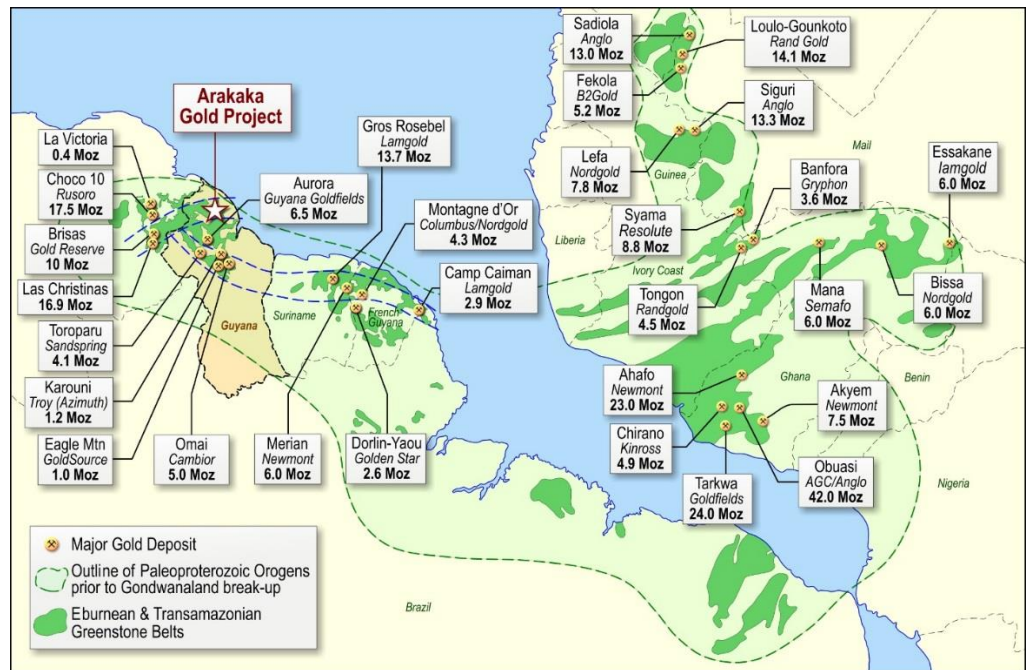 Arakaka
Gold Project
La Victoria
0.4 Moz
Choco 10
Rusoro
17.5 Moz
Brisas
Gold Reserve
10 Moz
Las Christinas
16.9 Moz
Toroparu
Sandspring
4.1 Moz
Karouni
Troy (Azimuth)
1.2 Moz
Eagle Mtn
GoldSource
1.0 Moz
Omai
Cambior
5.0 Moz
Aurora
Guyana Goldfields
6.5 Moz
Gros Rosebel
Lamgold
13.7 Moz
Montagne d'Or
Columbus/Nordgold
4.3 Moz
Camp Caiman
Lamgold
2.9 Moz
Merian
Newmont
6.0 Moz
Dorlin-Yaou
Golden Star
2.6 Moz
Guyana
Suriname
French
Guyana
Brazil
Sadiola
Anglo
13.0 Moz
Loulo-Gounkoto
Rand Gold
14.1 Moz
Fekola
B2Gold
5.2 Moz
Siguri
Anglo
13.3 Moz
Lefa
Nordgold
7.8 Moz
Guinea
Mail
Banfora
Gryphon
3.6 Moz
Essakane
Iamgold
6.0 Moz
Syama
Resolute
8.8 Moz
Liberia
Ivory Coast
Tongon
Randgold
4.5 Moz
Mana
Semafo
6.0 Moz
Bissa
Nordgold
6.0 Moz
Ahafo
Newmont
23.0 Moz
Ghana
Benin
Akyem
Newmont
7.5 Moz
Chirano
Kinross
4.9 Moz
Obuasi
AGC/Anglo
42.0 Moz
Tarkwa
Goldfields
24.0 Moz
Nigeria
Major Gold Deposit
Outline of Paleoproterozoic Orogens
prior to Gondwanaland break-up
Eburnean & Transamazonian
Greenstone Belts